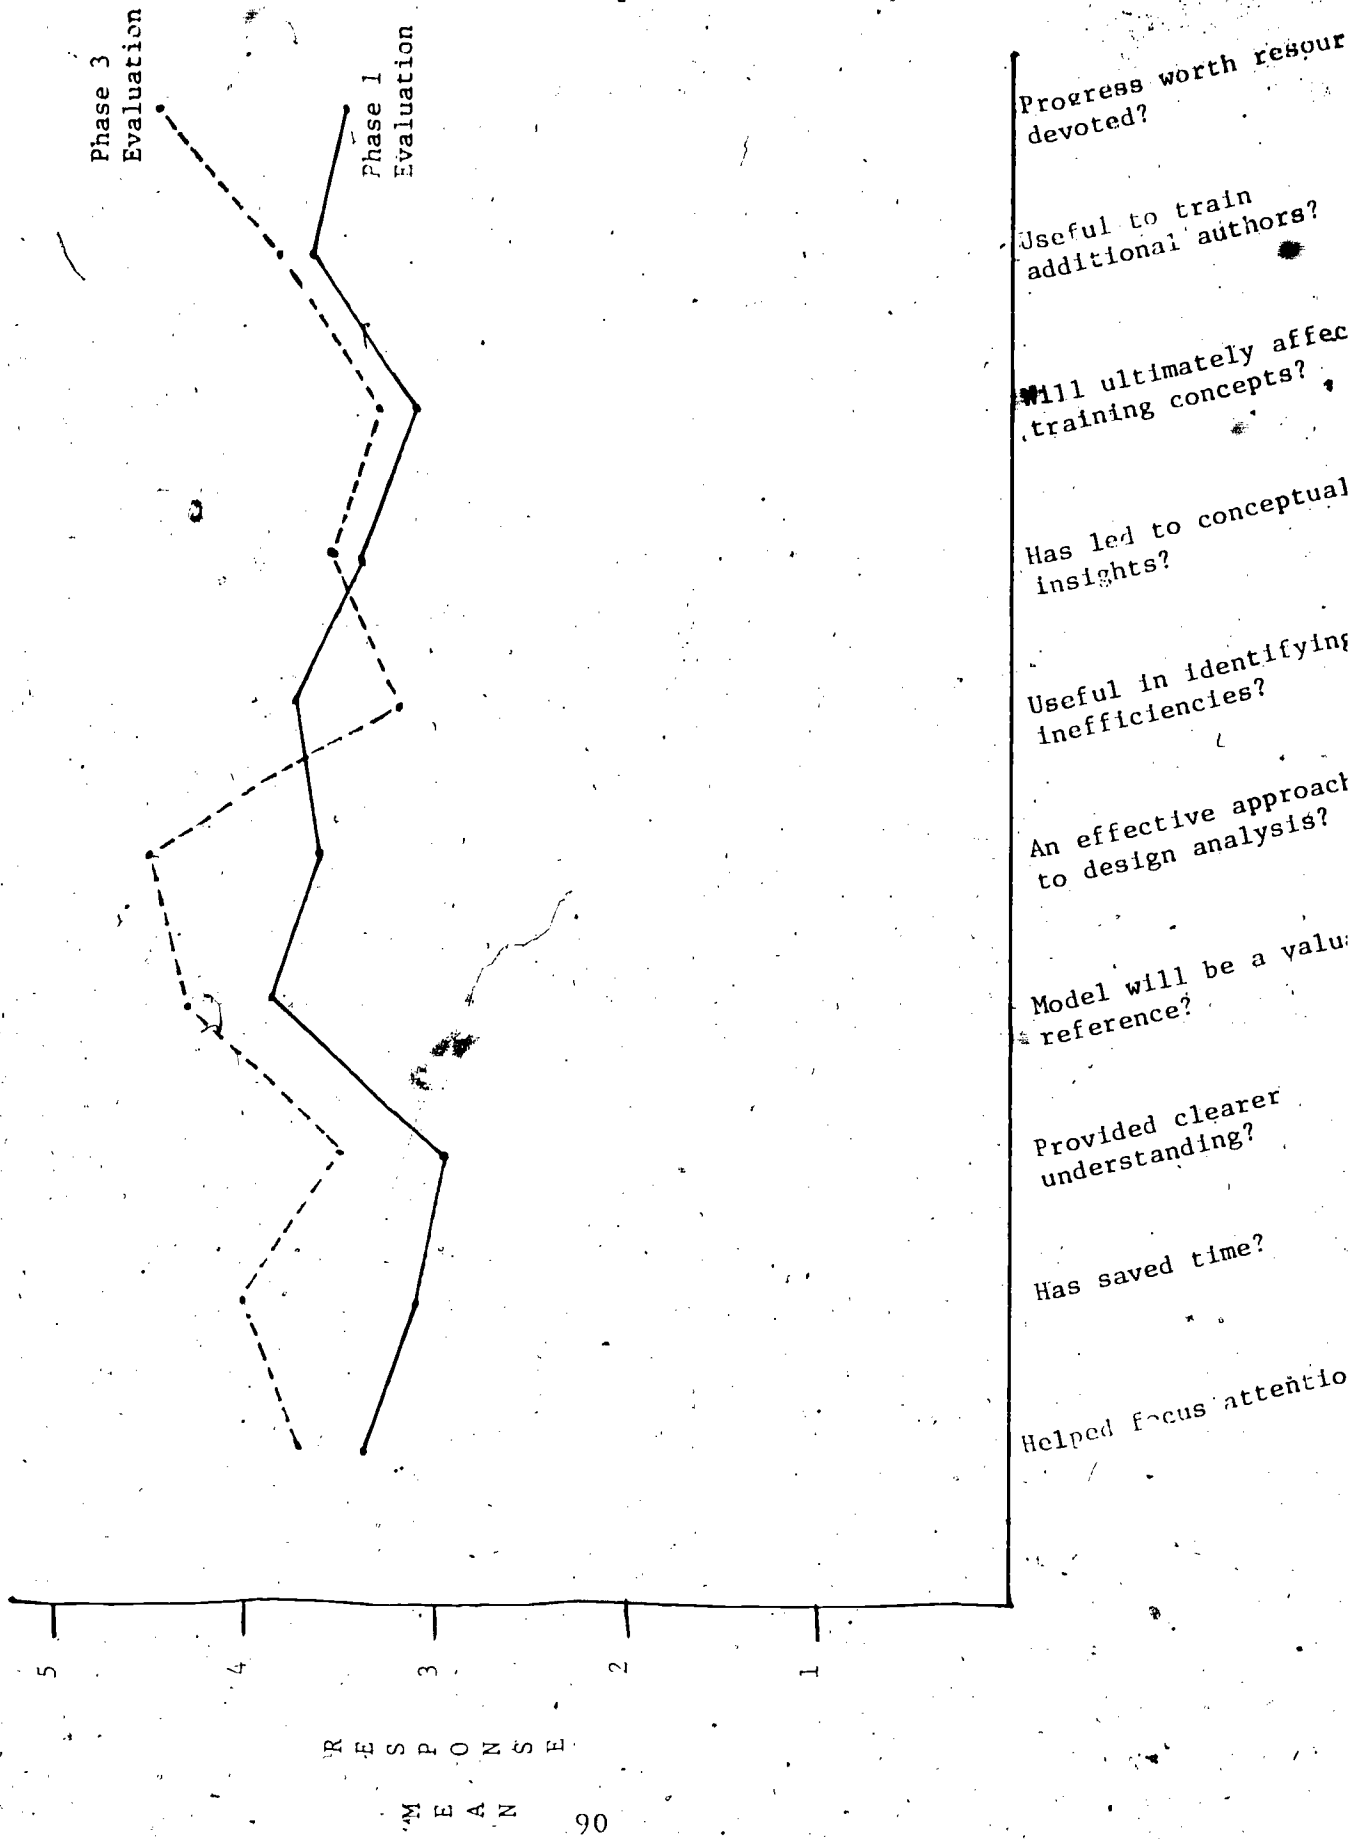 Phase 3
Evaluation
Phase 1
Evaluation
Progress worth resour
devoted?
Useful to train
additional authors?
Will ultimately affec
training concepts?
Has led to conceptual
insights?
Useful in identifying
inefficiencies?
An effective approach
to design analysis?
Model will be a valu
reference?
Provided clearer
understanding?
Has saved time?
Helped focus attentio
5
4
3
2
1
RESPONSE
MEAN
90